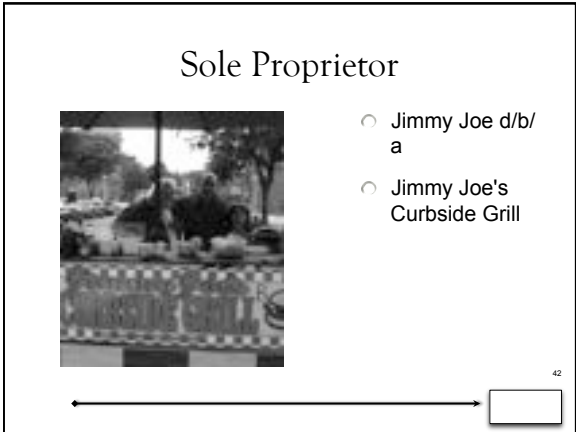 Sole Proprietor
Jimmy Joe d/b/
a
Jimmy Joe's
Curbside Grill
CURBSIDE GRILL
42